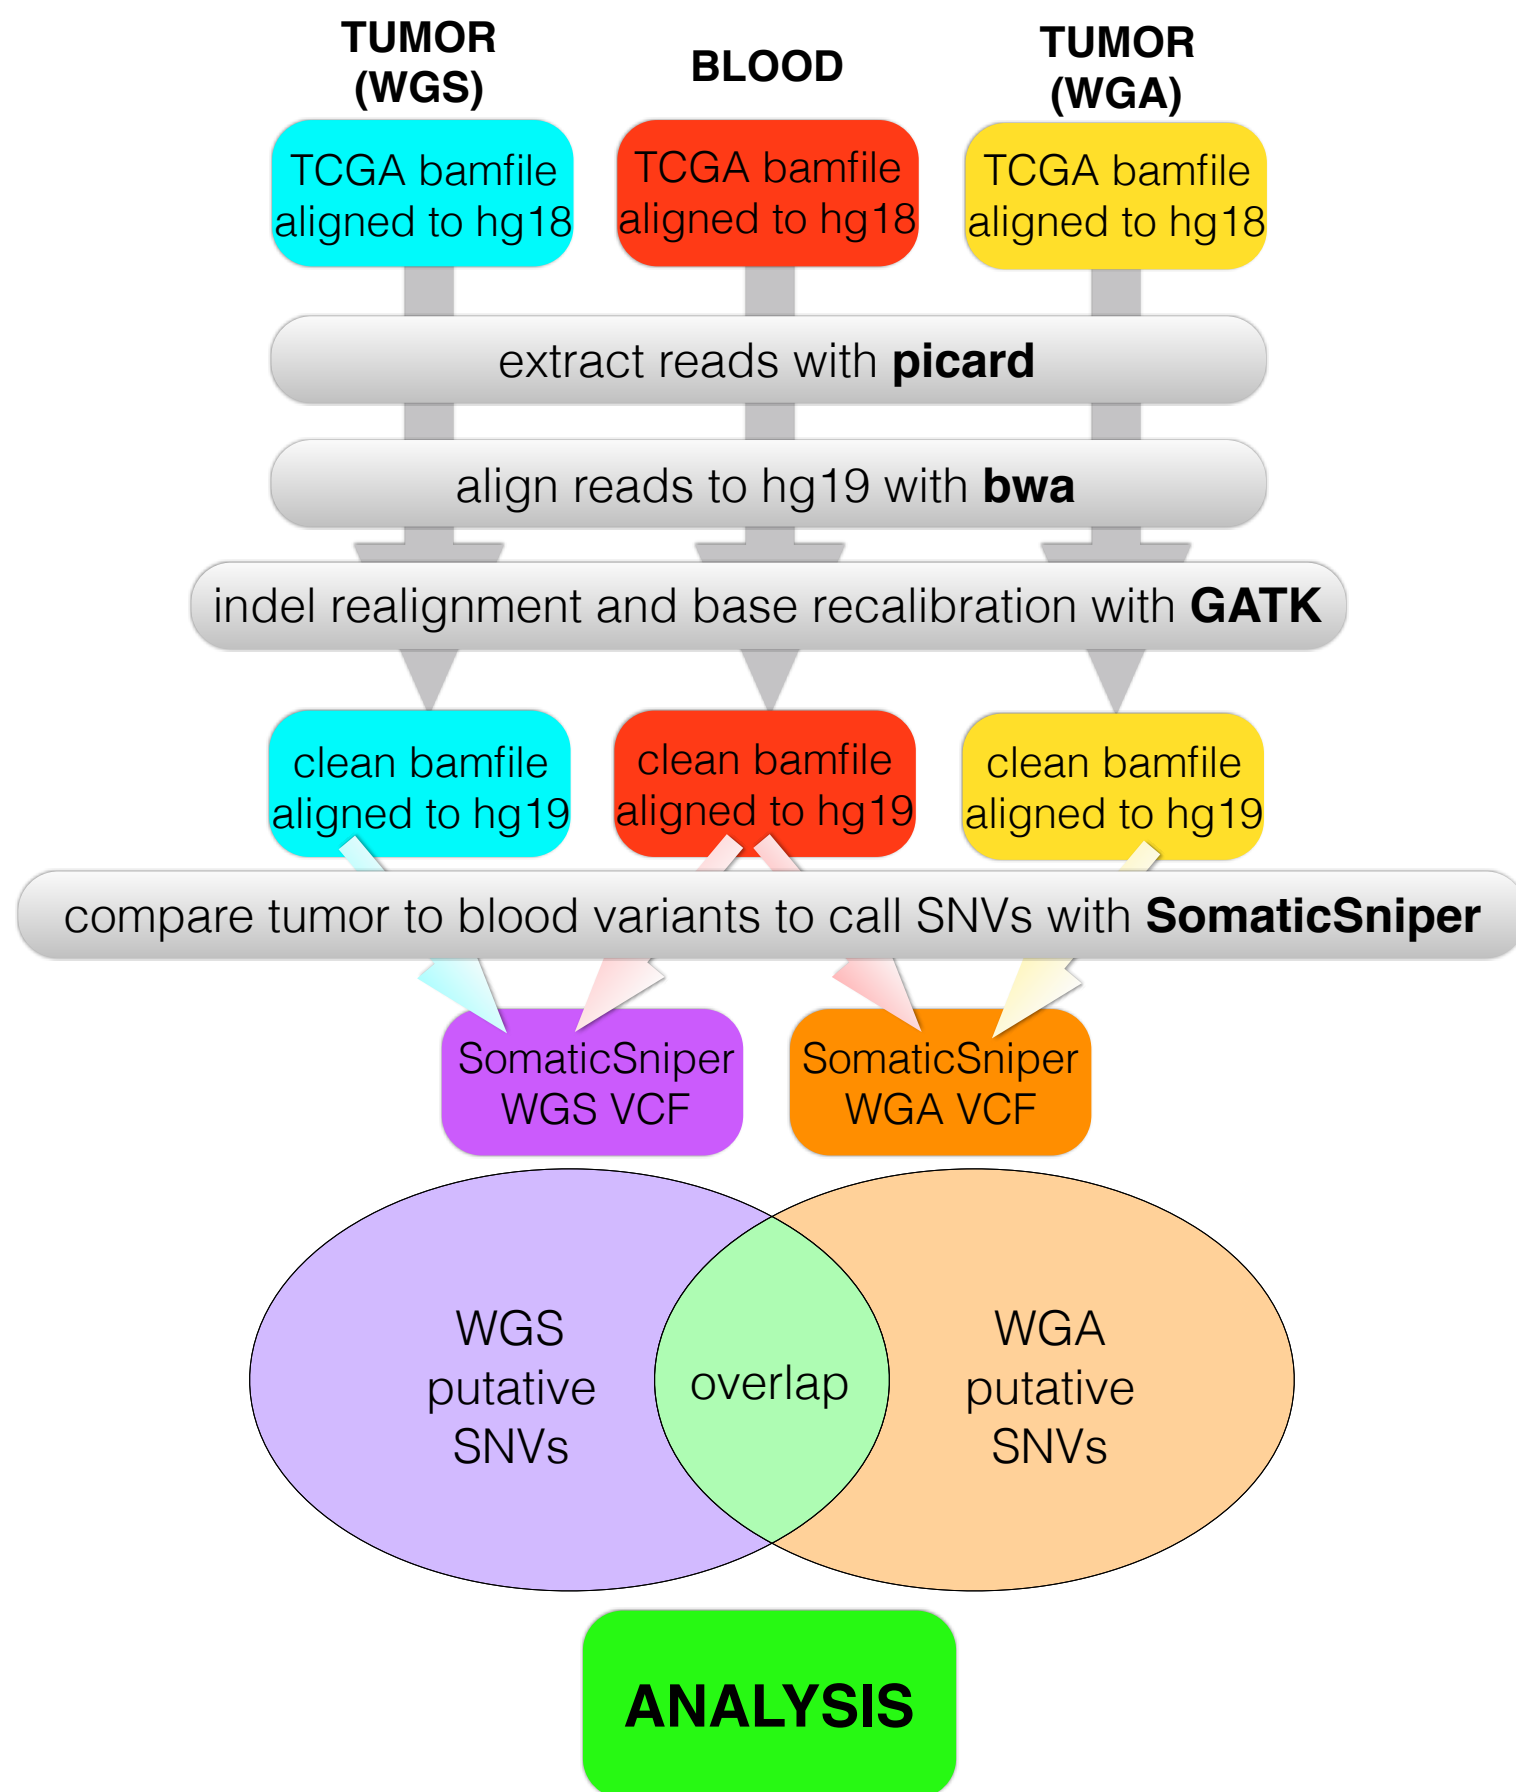 TUMOR
(WGS)
BLOOD
TUMOR
(WGA)
TCGA bamfile
aligned to hg18
TCGA bamfile
aligned to hg18
TCGA bamfile
aligned to hg18
extract reads with picard
align reads to hg19 with bwa
indel realignment and base recalibration with GATK
clean bamfile
aligned to hg19
clean bamfile
aligned to hg19
clean bamfile
aligned to hg19
compare tumor to blood variants to call SNVs with SomaticSniper
SomaticSniper
WGS VCF
SomaticSniper
WGA VCF
WGS
putative
SNVs
overlap
WGA
putative
SNVs
ANALYSIS